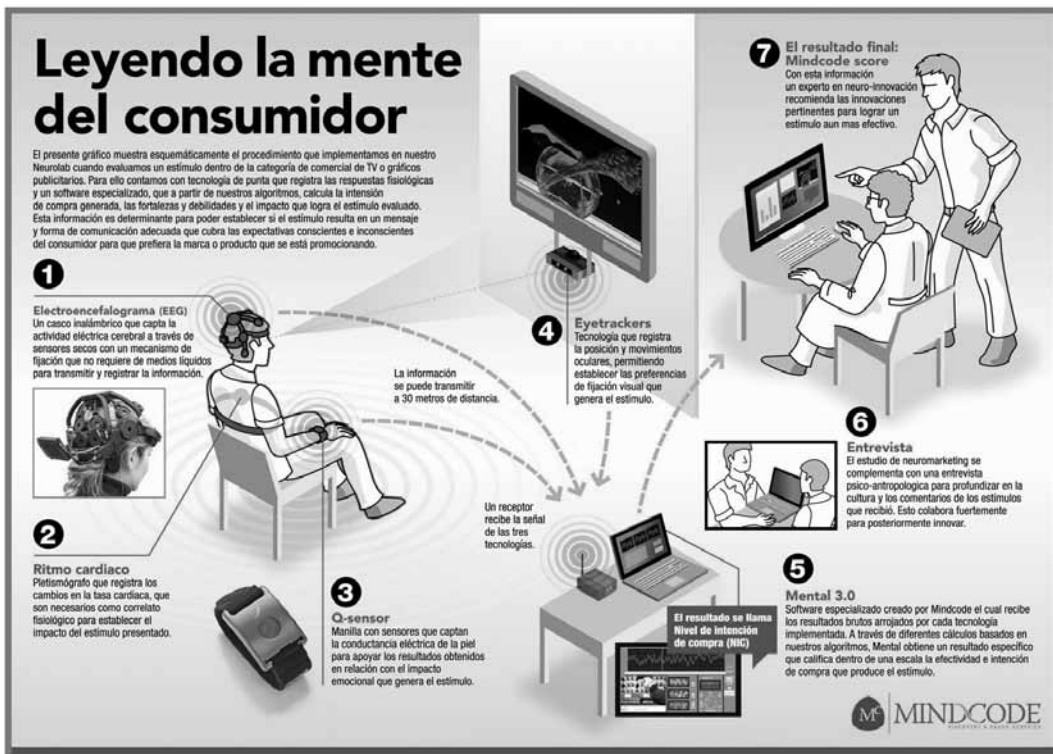 Leyendo la mente
del consumidor
El presente gráfico muestra esquemáticamente el procedimiento que implementamos en nuestro
Neurolab cuando evaluamos un estímulo dentro de la categoría de comercial de TV o gráficos
publicitarios. Para ello contamos con tecnología de punta que registra las respuestas fisiológicas
y un software especializado, que a partir de nuestros algoritmos, calcula la intensión
de compra generada, las fortalezas y debilidades y el impacto que logra el estímulo evaluado.
Esta información es determinante para poder establecer si el estímulo resulta en un mensaje
y forma de comunicación adecuada que cubra las expectativas conscientes e inconscientes
del consumidor para que prefiera la marca o producto que se está promocionando.
1
Electroencefalograma (EEG)
Un casco inalámbrico que capta la
actividad eléctrica cerebral a través de
sensores secos con un mecanismo de
fijación que no requiere de medios líquidos
para transmitir y registrar la información.
2
Ritmo cardiaco
Pletismógrafo que registra los
cambios en la tasa cardiaca, que
son necesarios como correlato
fisiológico para establecer el
impacto del estímulo presentado.
3
Q-sensor
Manilla con sensores que captan
la conductancia eléctrica de la piel
para apoyar los resultados obtenidos
en relación con el impacto
emocional que genera el estímulo.
La información
se puede transmitir
a 30 metros de distancia.
4
Eyetrackers
Tecnología que registra
la posición y movimientos
oculares, permitiendo
establecer las preferencias
de fijación visual que
genera el estímulo.
Un receptor
recibe la señal
de las tres
tecnologías.
El resultado se llama
Nivel de intención
de compra (NIC)
5
Mental 3.0
Software especializado creado por Mindcode el cual recibe
los resultados brutos arrojados por cada tecnología
implementada. A través de diferentes cálculos basados en
nuestros algoritmos, Mental obtiene un resultado específico
que califica dentro de una escala la efectividad e intención
de compra que produce el estímulo.
6
Entrevista
El estudio de neuromarketing se
complementa con una entrevista
psico-antropologica para profundizar en la
cultura y los comentarios de los estímulos
que recibió. Esto colabora fuertemente
para posteriormente innovar.
7
El resultado final:
Mindcode score
Con esta información
un experto en neuro-innovación
recomienda las innovaciones
pertinentes para lograr un
estímulo aun mas efectivo.
Mc MINDCODE